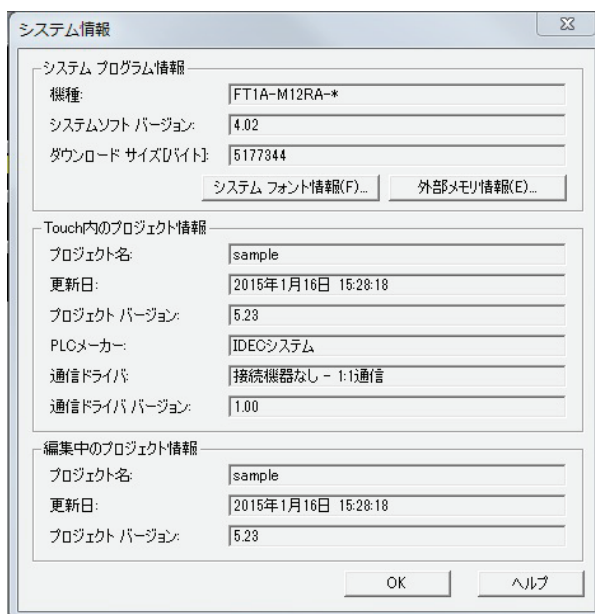 システム情報
システム プログラム情報
機種: FT1A-M12RA-*
システムソフト バージョン: 4.02
ダウンロード サイズ[バイト]: 5177344
システム フォント情報(F)... 外部メモリ情報(E)...
Touch内のプロジェクト情報
プロジェクト名: sample
更新日: 2015年1月16日 15:28:18
プロジェクト バージョン: 5.23
PLCメーカー: IDECシステム
通信ドライバ: 接続機器なし - 1:1通信
通信ドライバ バージョン: 1.00
編集中のプロジェクト情報
プロジェクト名: sample
更新日: 2015年1月16日 15:28:18
プロジェクト バージョン: 5.23
OK ヘルプ